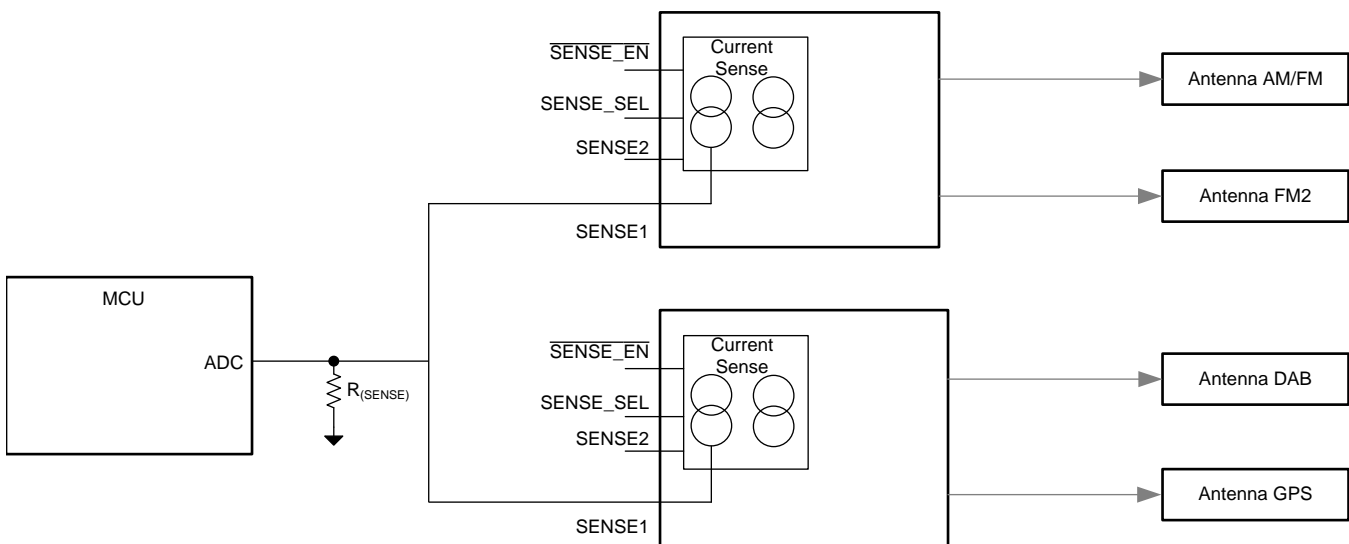 SENSE_EN
Current
Sense
SENSE_SEL
SENSE2
SENSE1
Antenna AM/FM
Antenna FM2
MCU
ADC
R(SENSE)
SENSE_EN
Current
Sense
SENSE_SEL
SENSE2
SENSE1
Antenna DAB
Antenna GPS